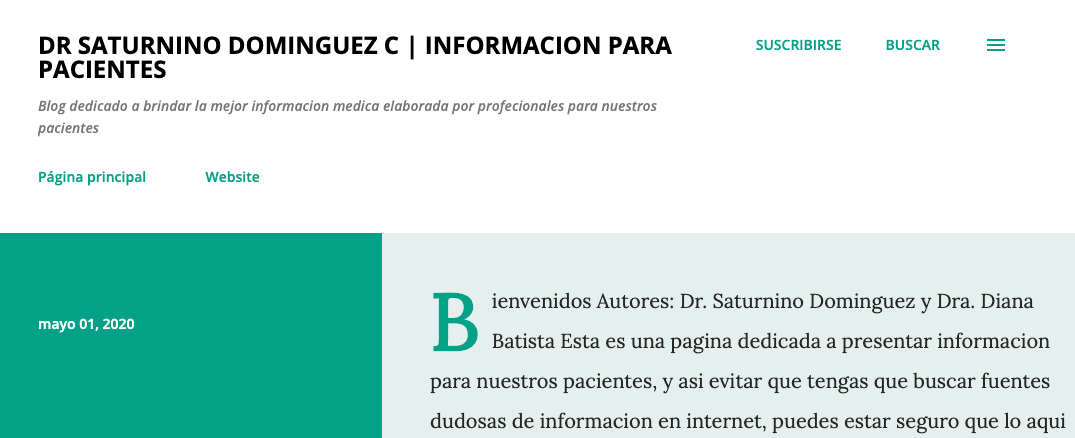 DR SATURNINO DOMINGUEZ C | INFORMACION PARA
PACIENTES
SUSCRIBIRSE
BUSCAR
Blog dedicado a brindar la mejor informacion medica elaborada por profecionales para nuestros
pacientes
Página principal
Website
mayo 01, 2020
Bienvenidos Autores: Dr. Saturnino Dominguez y Dra. Diana
Batista Esta es una pagina dedicada a presentar informacion
para nuestros pacientes, y asi evitar que tengas que buscar fuentes
dudosas de informacion en internet, puedes estar seguro que lo aqui